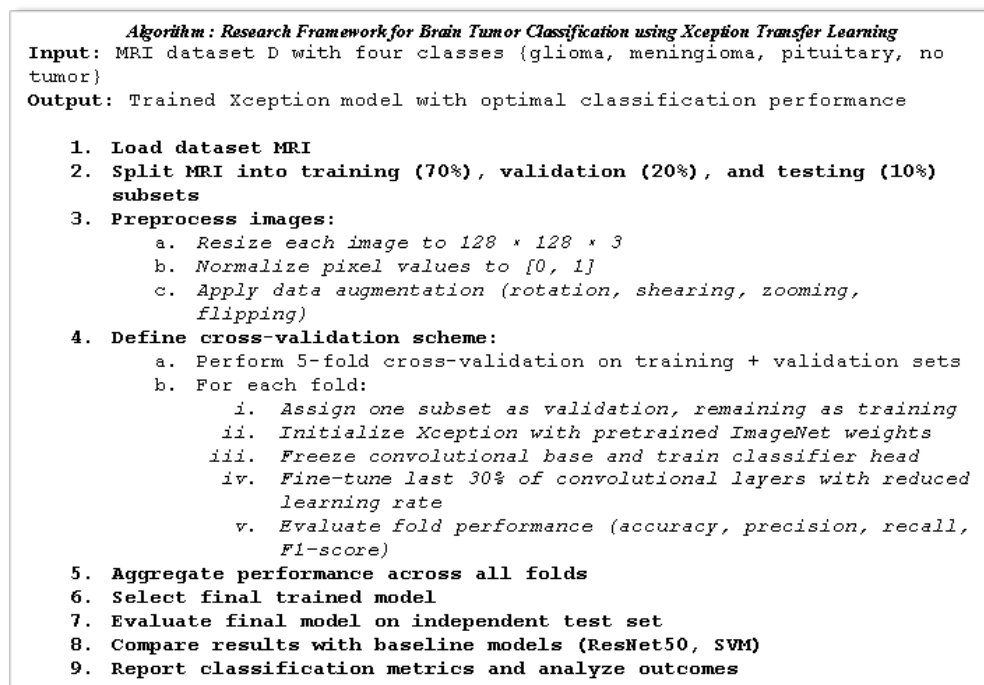 Algorithm : Research Framework for Brain Tumor Classification using Xception Transfer Learning
Input: MRI dataset D with four classes {glioma, meningioma, pituitary, no
tumor}
Output: Trained Xception model with optimal classification performance
1. Load dataset MRI
2. Split MRI into training (70%), validation (20%), and testing (10%)
subsets
3. Preprocess images:
a. Resize each image to 128 × 128 × 3
b. Normalize pixel values to [0, 1]
c. Apply data augmentation (rotation, shearing, zooming,
flipping)
4. Define cross-validation scheme:
a. Perform 5-fold cross-validation on training + validation sets
b. For each fold:
i. Assign one subset as validation, remaining as training
ii. Initialize Xception with pretrained ImageNet weights
iii. Freeze convolutional base and train classifier head
iv. Fine-tune last 30% of convolutional layers with reduced
learning rate
v. Evaluate fold performance (accuracy, precision, recall,
F1-score)
5. Aggregate performance across all folds
6. Select final trained model
7. Evaluate final model on independent test set
8. Compare results with baseline models (ResNet50, SVM)
9. Report classification metrics and analyze outcomes